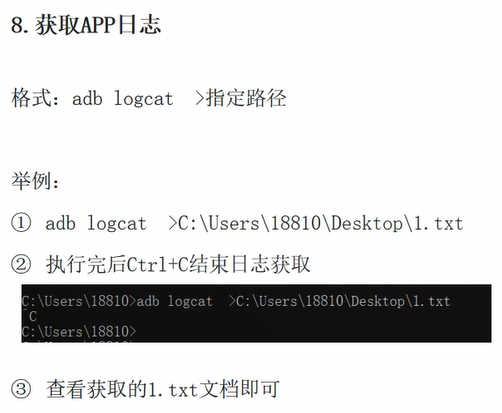 8.获取APP日志
格式：adb logcat  >指定路径
举例：
① adb logcat  >C:\Users\18810\Desktop\1.txt
② 执行完后Ctrl+C结束日志获取
C:\Users\18810>adb logcat  >C:\Users\18810\Desktop\1.txt
^C
C:\Users\18810>
③ 查看获取的1.txt文档即可